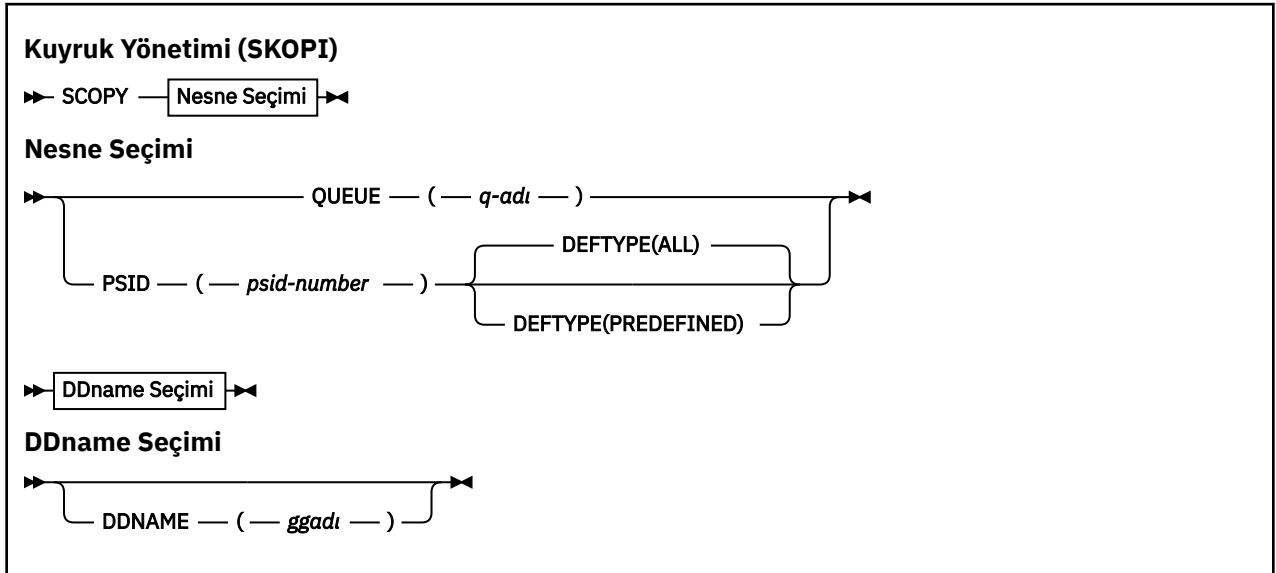 Kuyruk Yönetimi (SKOPI)
SCOPY Nesne Seçimi
Nesne Seçimi
QUEUE ( q-adı )
DEFTYPE(ALL)
PSID ( psid-number )
DEFTYPE(PREDEFINED)
DDname Seçimi
DDname Seçimi
DDNAME ( ggadı )